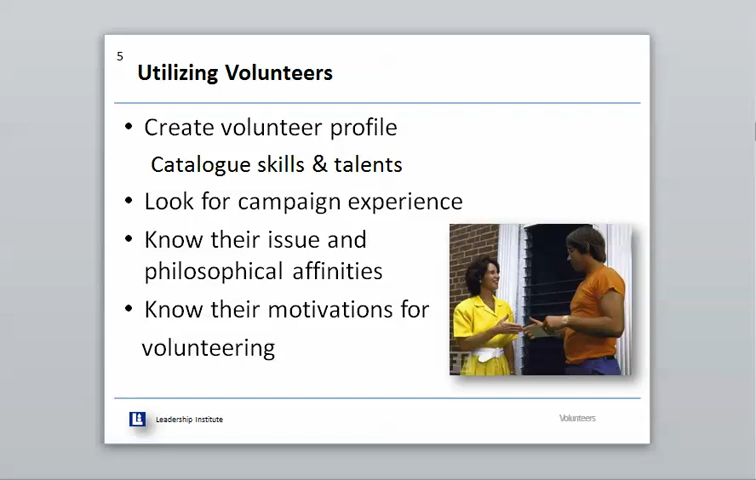 5
Utilizing Volunteers
• Create volunteer profile
Catalogue skills & talents
• Look for campaign experience
• Know their issue and
philosophical affinities
• Know their motivations for
volunteering
Leadership Institute
Volunteers